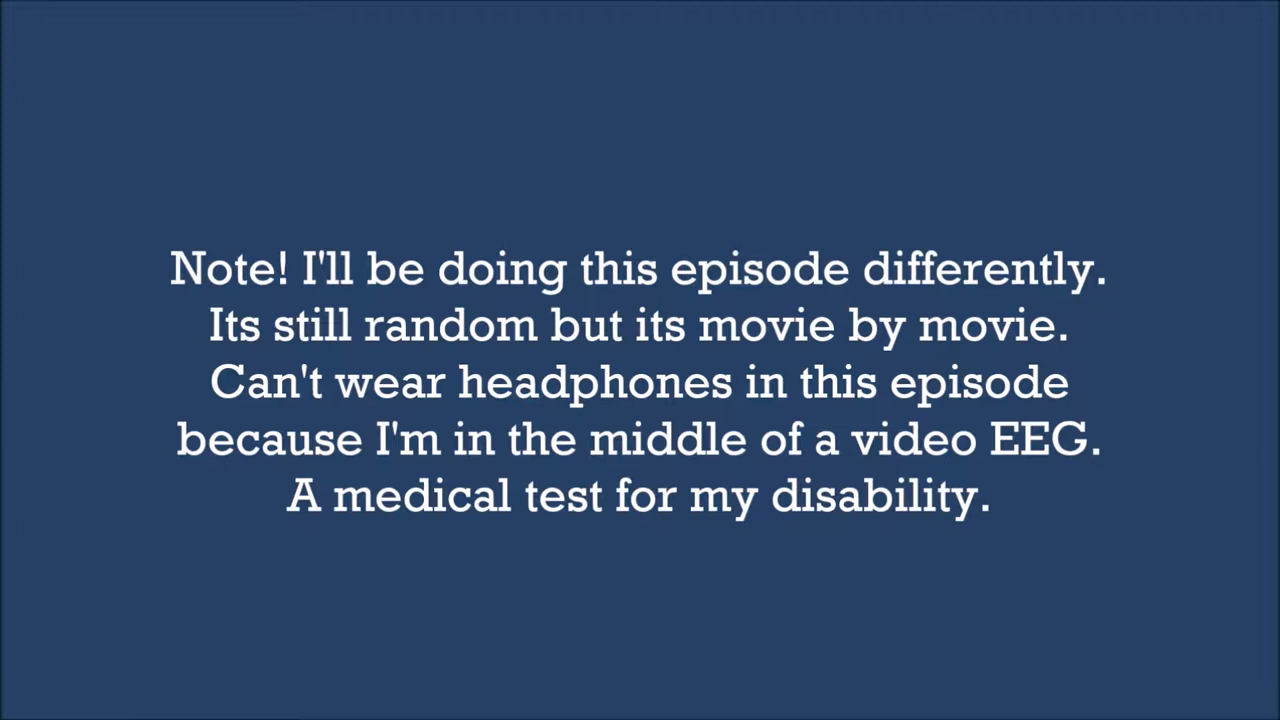 Note! I'll be doing this episode differently.
Its still random but its movie by movie.
Can't wear headphones in this episode
because I'm in the middle of a video EEG.
A medical test for my disability.